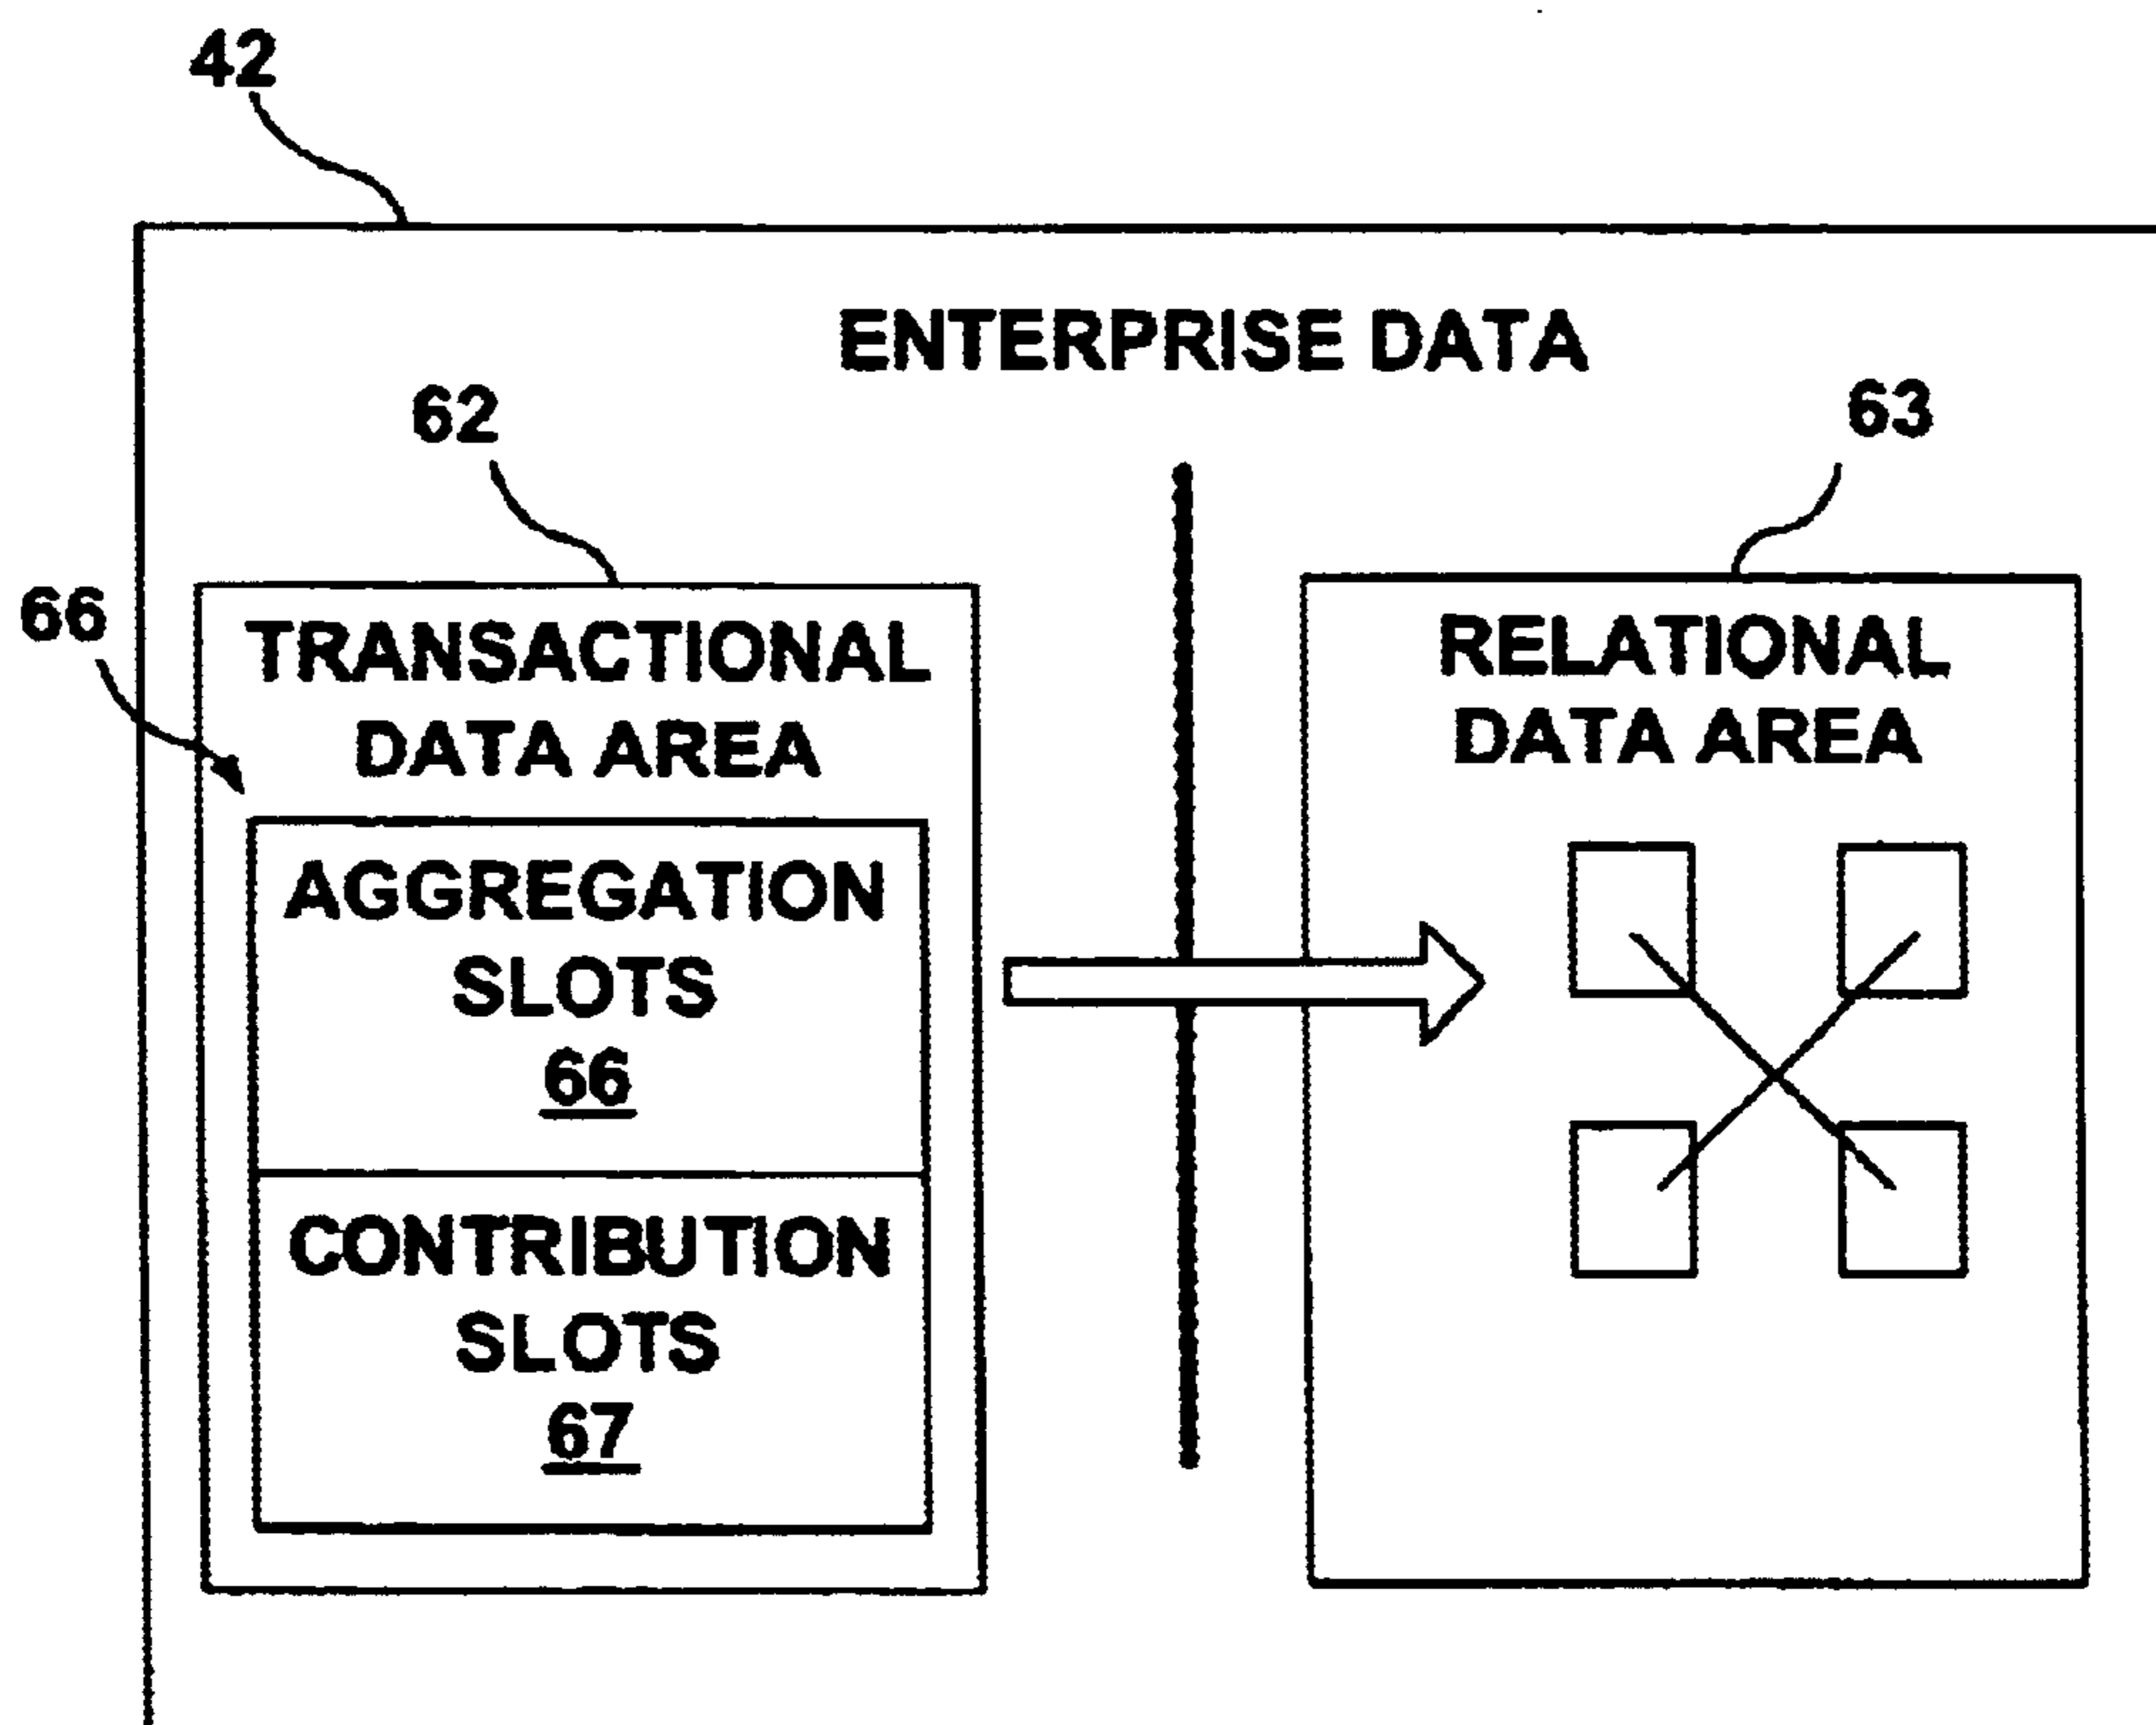 42
ENTERPRISE DATA
62
63
66
TRANSACTIONAL
DATA AREA
AGGREGATION
SLOTS
66
CONTRIBUTION
SLOTS
67
RELATIONAL
DATA AREA